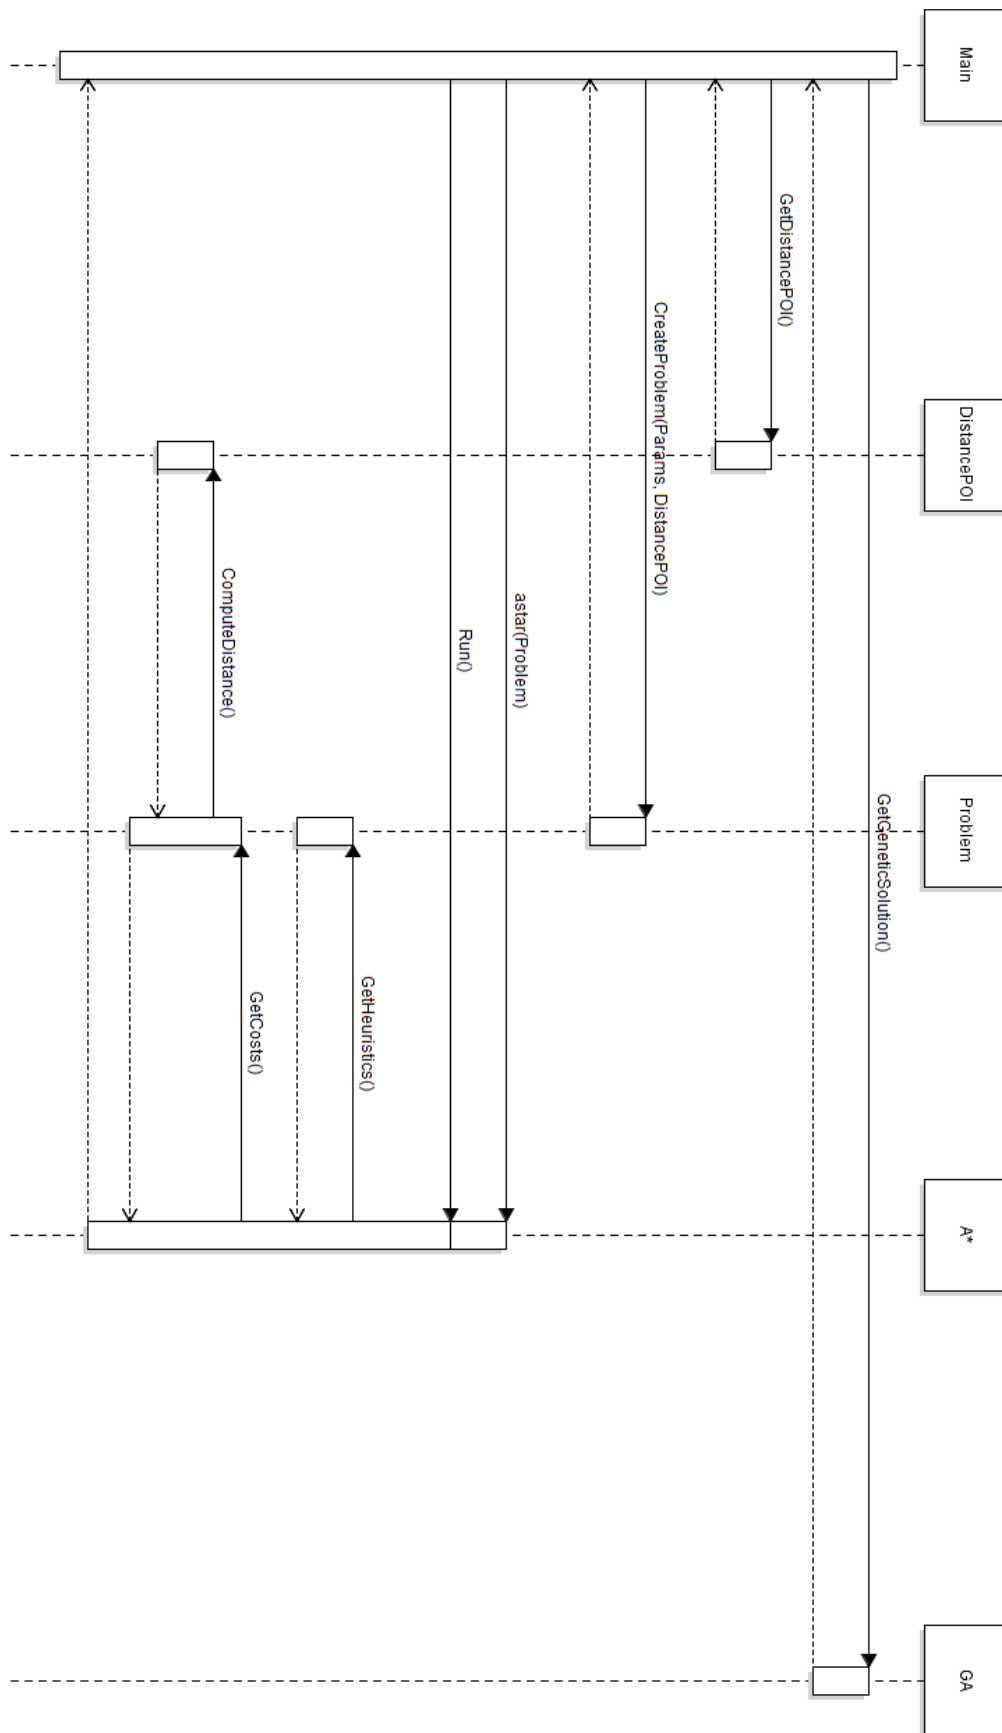 Main
DistancePOI
Problem
A*
GA
GetGeneticSolution()
GetDistancePOI()
CreateProblem(Params, DistancePOI)
astar(Problem)
Run()
GetHeuristics()
GetCosts()
ComputeDistance()